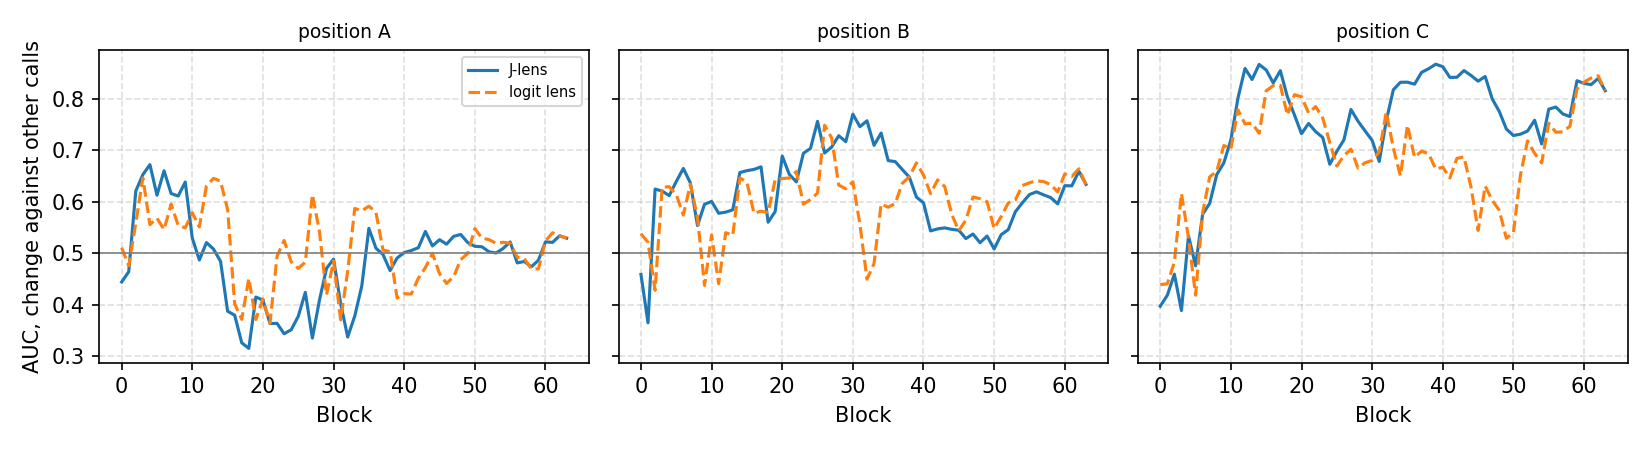 position A
position B
position C
AUC, change against other calls
J-lens
logit lens
0.8
0.7
0.6
0.5
0.4
0.3
0 10 20 30 40 50 60
0 10 20 30 40 50 60
0 10 20 30 40 50 60
Block
Block
Block